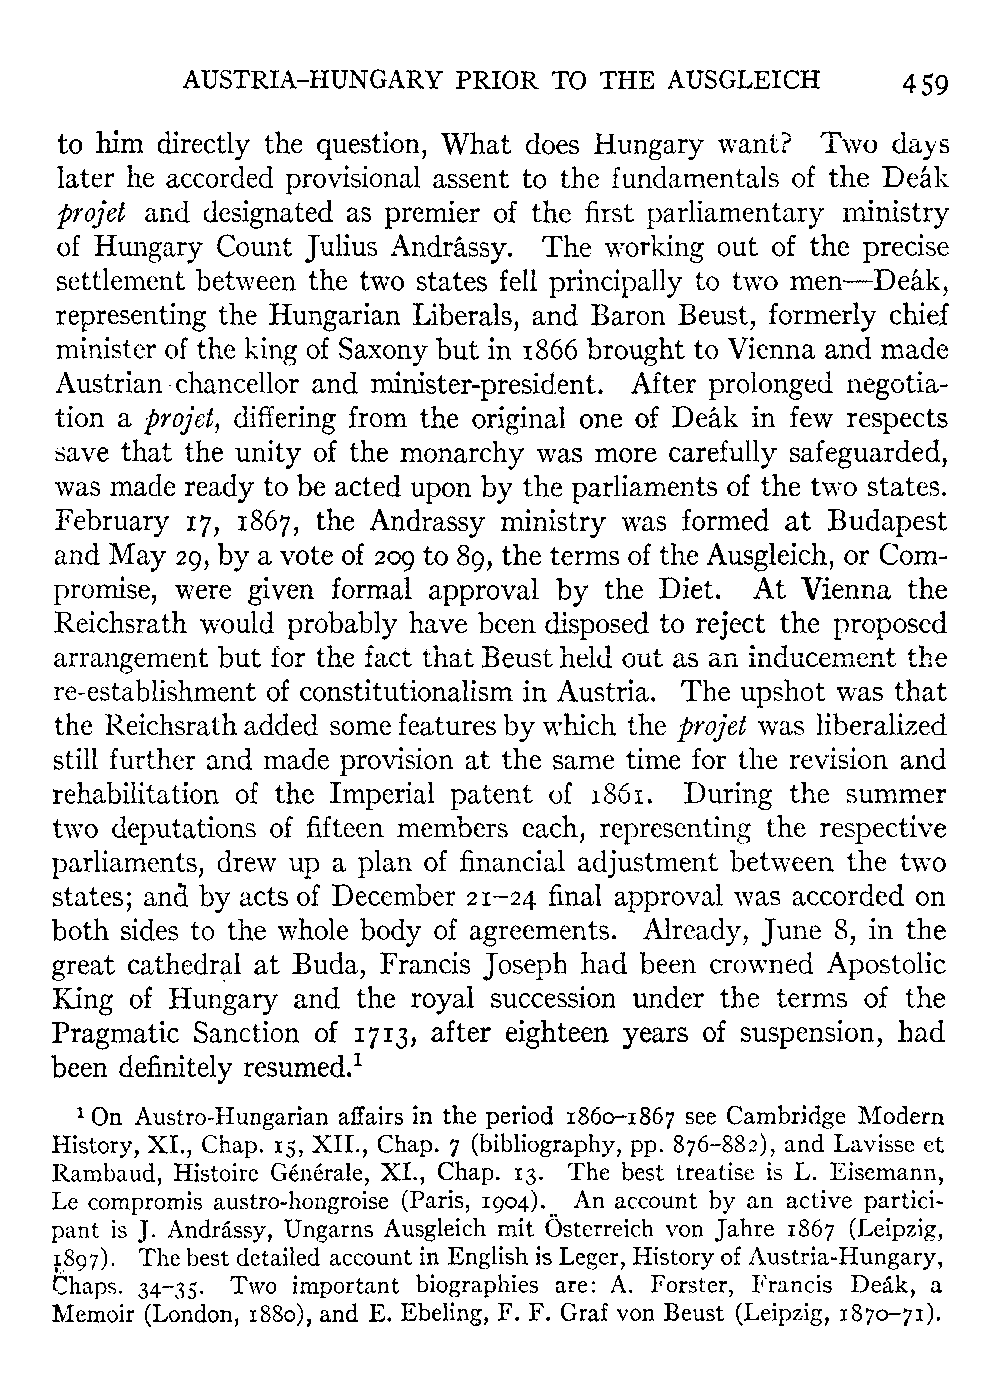 AUSTRIA–HUNGARY PRIOR TO THE AUSGLEICH 459
to him directly the question, What does Hungary want? Two days
later he accorded provisional assent to the fundamentals of the Deák
projet and designated as premier of the first parliamentary ministry
of Hungary Count Julius Andrâssy. The working out of the precise
settlement between the two states fell principally to two men—Deák,
representing the Hungarian Liberals, and Baron Beust, formerly chief
minister of the king of Saxony but in 1866 brought to Vienna and made
Austrian chancellor and minister-president. After prolonged negotia-
tion a projet, differing from the original one of Deák in few respects
save that the unity of the monarchy was more carefully safeguarded,
was made ready to be acted upon by the parliaments of the two states.
February 17, 1867, the Andrassy ministry was formed at Budapest
and May 29, by a vote of 209 to 89, the terms of the Ausgleich, or Com-
promise, were given formal approval by the Diet. At Vienna the
Reichsrath would probably have been disposed to reject the proposed
arrangement but for the fact that Beust held out as an inducement the
re-establishment of constitutionalism in Austria. The upshot was that
the Reichsrath added some features by which the projet was liberalized
still further and made provision at the same time for the revision and
rehabilitation of the Imperial patent of 1861. During the summer
two deputations of fifteen members each, representing the respective
parliaments, drew up a plan of financial adjustment between the two
states; and by acts of December 21–24 final approval was accorded on
both sides to the whole body of agreements. Already, June 8, in the
great cathedral at Buda, Francis Joseph had been crowned Apostolic
King of Hungary and the royal succession under the terms of the
Pragmatic Sanction of 1713, after eighteen years of suspension, had
been definitely resumed.¹
¹ On Austro-Hungarian affairs in the period 1860–1867 see Cambridge Modern
History, XI., Chap. 15, XII., Chap. 7 (bibliography, pp. 876–882), and Lavisse et
Rambaud, Histoire Générale, XI., Chap. 13. The best treatise is L. Eisemann,
Le compromis austro-hongroise (Paris, 1904). An account by an active partici-
pant is J. Andrássy, Ungarns Ausgleich mit Österreich von Jahre 1867 (Leipzig,
1897). The best detailed account in English is Leger, History of Austria-Hungary,
Chaps. 34–35. Two important biographies are: A. Forster, Francis Deák, a
Memoir (London, 1880), and E. Ebeling, F. F. Graf von Beust (Leipzig, 1870–71).